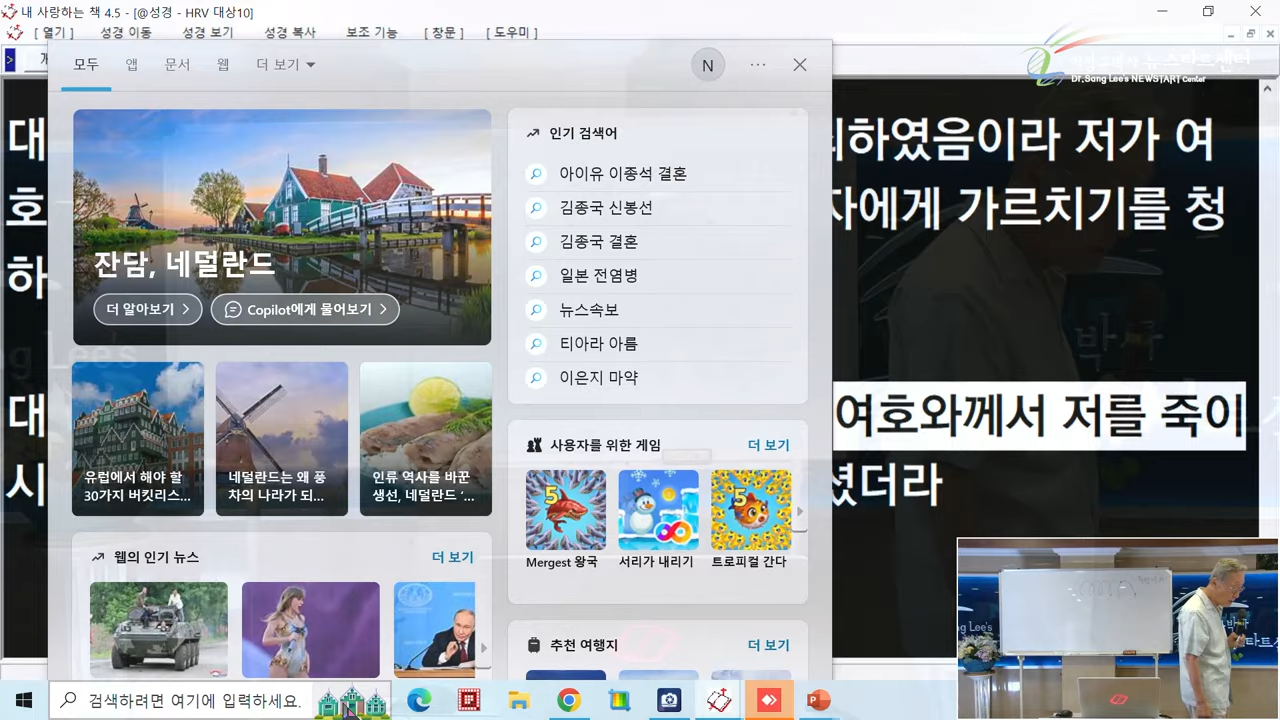 내 사랑하는 책 4.5 - [@성경 - HRV 대상10]
[ 열기 ] 성경 이동 성경 보기 성경 복사 보조 기능 [ 창문 ] [ 도우미 ]
모두 앱 문서 웹 더 보기
N
뉴스타트센터
Dr.Sang Lee's NEWSTART Center
대
하였음이라 저가 여
호
자에게 가르치기를 청
하
대
여호와께서 저를 죽이
시
셨더라
잔담, 네덜란드
더 알아보기
Copilot에게 물어보기
유럽에서 해야 할
30가지 버킷리스...
네덜란드는 왜 풍
차의 나라가 되...
인류 역사를 바꾼
생선, 네덜란드 '...
웹의 인기 뉴스
더 보기
인기 검색어
아이유 이종석 결혼
김종국 신봉선
김종국 결혼
일본 전염병
뉴스속보
티아라 아름
이은지 마약
사용자를 위한 게임
더 보기
5
5
Mergest 왕국
서리가 내리기
트로피컬 간다
추천 여행지
더 보기
검색하려면 여기에 입력하세요.